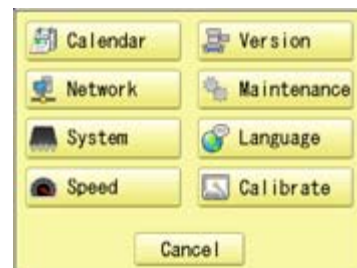 Calendar
Version
Network
Maintenance
System
Language
Speed
Calibrate
Cancel